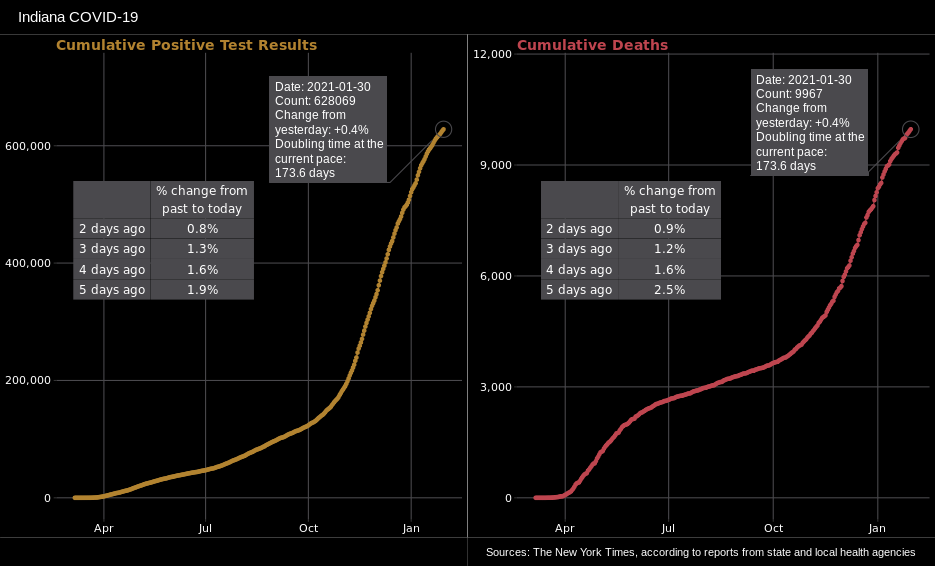 Indiana COVID-19
Cumulative Positive Test Results
Date: 2021-01-30
Count: 628069
Change from
yesterday: +0.4%
Doubling time at the
current pace:
173.6 days
% change from
past to today
2 days ago 0.8%
3 days ago 1.3%
4 days ago 1.6%
5 days ago 1.9%
600,000
400,000
200,000
0
Apr Jul Oct Jan
Cumulative Deaths
Date: 2021-01-30
Count: 9967
Change from
yesterday: +0.4%
Doubling time at the
current pace:
173.6 days
% change from
past to today
2 days ago 0.9%
3 days ago 1.2%
4 days ago 1.6%
5 days ago 2.5%
12,000
9,000
6,000
3,000
0
Apr Jul Oct Jan
Sources: The New York Times, according to reports from state and local health agencies